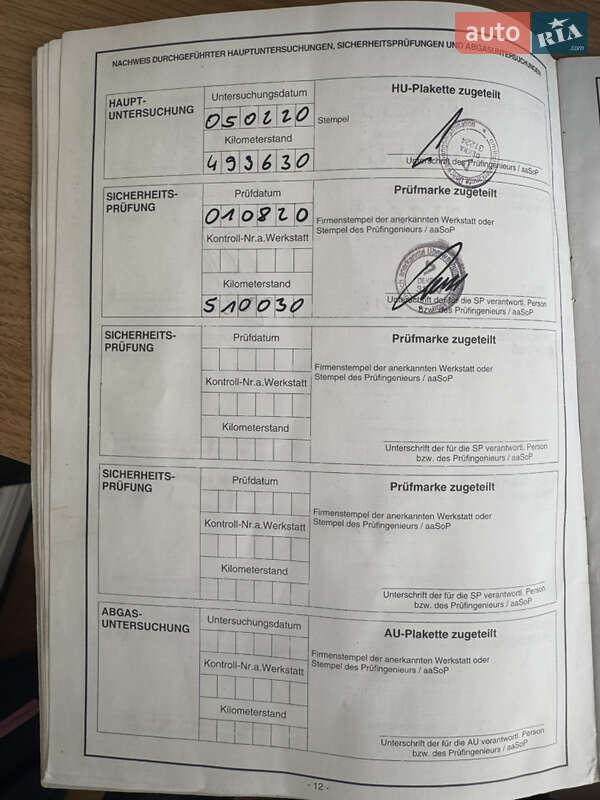 auto RIA.com
NACHWEIS DURCHGEFÜHRTER HAUPTUNTERSUCHUNGEN, SICHERHEITSPRÜFUNGEN UND ABGASUNTERSUCHUNGEN
HAUPT-
UNTERSUCHUNG
Untersuchungsdatum
050220
Kilometerstand
493630
HU-Plakette zugeteilt
Stempel
Unterschrift des Prüfingenieurs / aaSoP
SICHERHEITS-
PRÜFUNG
Prüfdatum
010820
Kontroll-Nr.a.Werkstatt
Kilometerstand
510030
Prüfmarke zugeteilt
Firmenstempel der anerkannten Werkstatt oder
Stempel des Prüfingenieurs / aaSoP
Unterschrift der für die SP verantwortl. Person
bzw. des Prüfingenieurs / aaSoP
SICHERHEITS-
PRÜFUNG
Prüfdatum
Kontroll-Nr.a.Werkstatt
Kilometerstand
Prüfmarke zugeteilt
Firmenstempel der anerkannten Werkstatt oder
Stempel des Prüfingenieurs / aaSoP
Unterschrift der für die SP verantwortl. Person
bzw. des Prüfingenieurs / aaSoP
SICHERHEITS-
PRÜFUNG
Prüfdatum
Kontroll-Nr.a.Werkstatt
Kilometerstand
Prüfmarke zugeteilt
Firmenstempel der anerkannten Werkstatt oder
Stempel des Prüfingenieurs / aaSoP
Unterschrift der für die SP verantwortl. Person
bzw. des Prüfingenieurs / aaSoP
ABGAS-
UNTERSUCHUNG
Untersuchungsdatum
Kontroll-Nr.a.Werkstatt
Kilometerstand
AU-Plakette zugeteilt
Firmenstempel der anerkannten Werkstatt oder
Stempel des Prüfingenieurs / aaSoP
Unterschrift der für die AU verantwortl. Person
bzw. des Prüfingenieurs / aaSoP
- 12 -